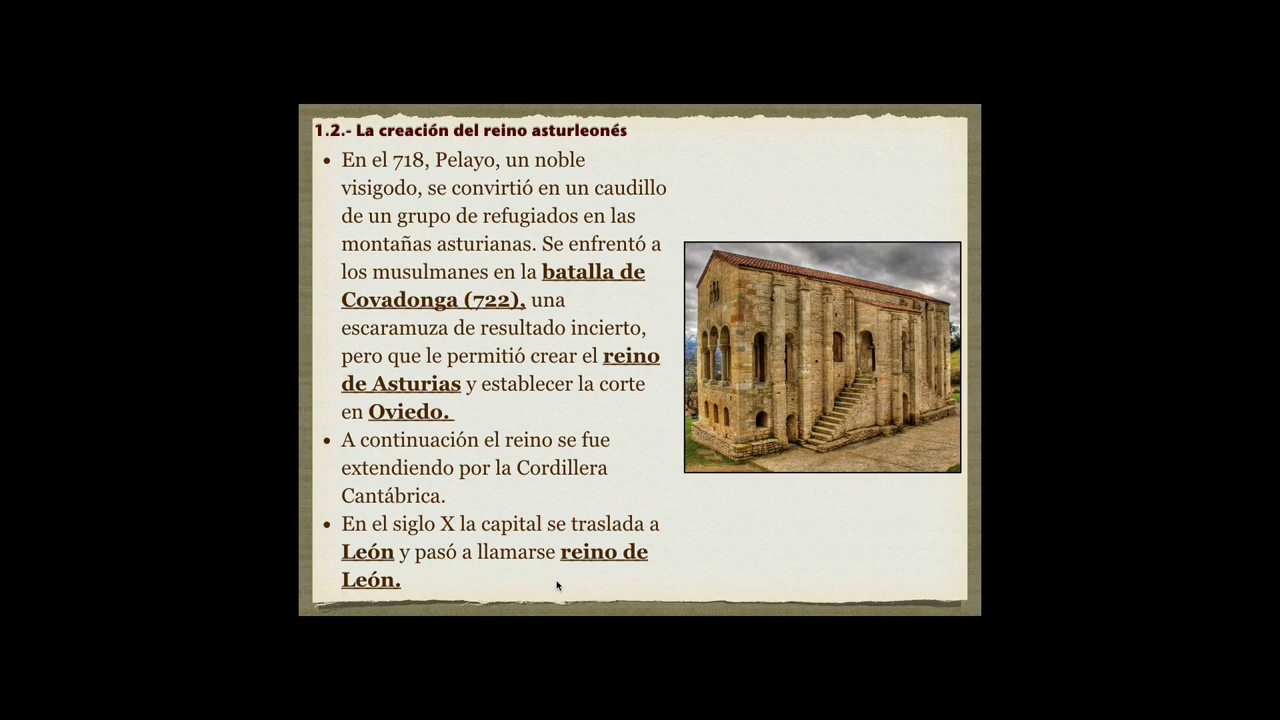 1.2.- La creación del reino asturleonés
• En el 718, Pelayo, un noble
visigodo, se convirtió en un caudillo
de un grupo de refugiados en las
montañas asturianas. Se enfrentó a
los musulmanes en la batalla de
Covadonga (722), una
escaramuza de resultado incierto,
pero que le permitió crear el reino
de Asturias y establecer la corte
en Oviedo.
• A continuación el reino se fue
extendiendo por la Cordillera
Cantábrica.
• En el siglo X la capital se traslada a
León y pasó a llamarse reino de
León.